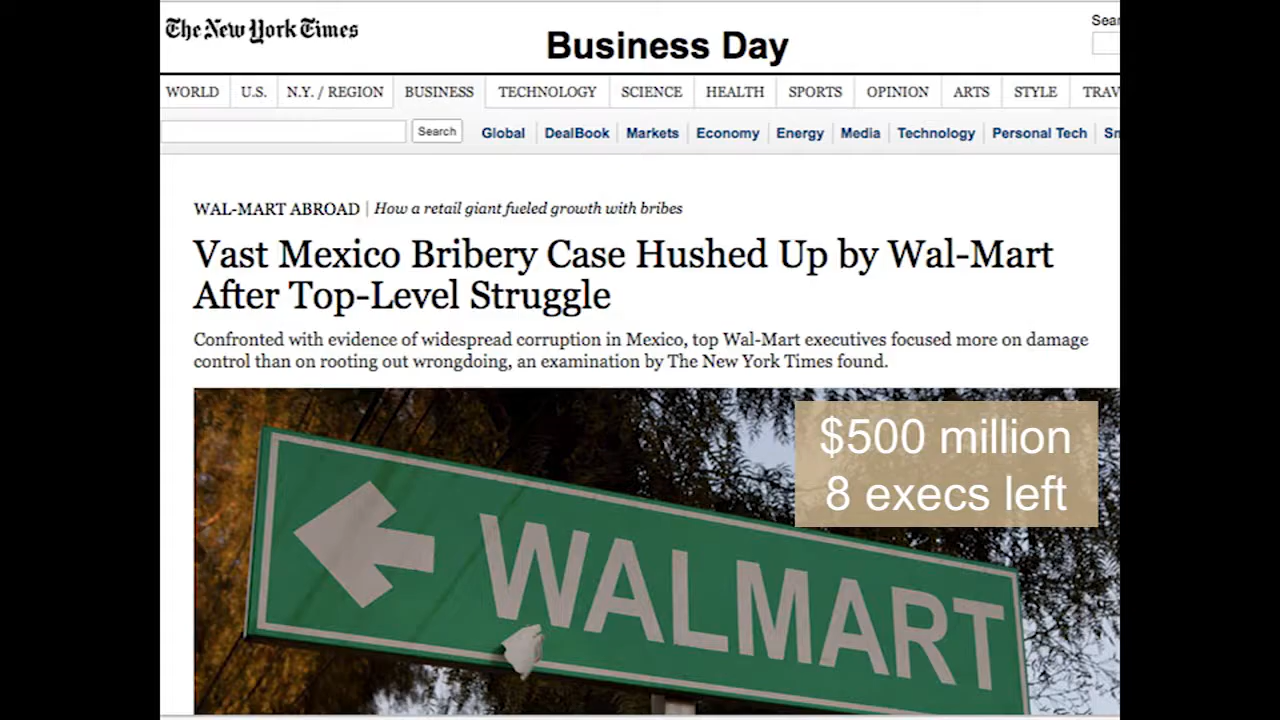 The New York Times
Business Day
Sear
WORLD U.S. N.Y. / REGION BUSINESS TECHNOLOGY SCIENCE HEALTH SPORTS OPINION ARTS STYLE TRAV
Search Global DealBook Markets Economy Energy Media Technology Personal Tech Sm
WAL-MART ABROAD | How a retail giant fueled growth with bribes
Vast Mexico Bribery Case Hushed Up by Wal-Mart
After Top-Level Struggle
Confronted with evidence of widespread corruption in Mexico, top Wal-Mart executives focused more on damage
control than on rooting out wrongdoing, an examination by The New York Times found.
$500 million
8 execs left
WALMART